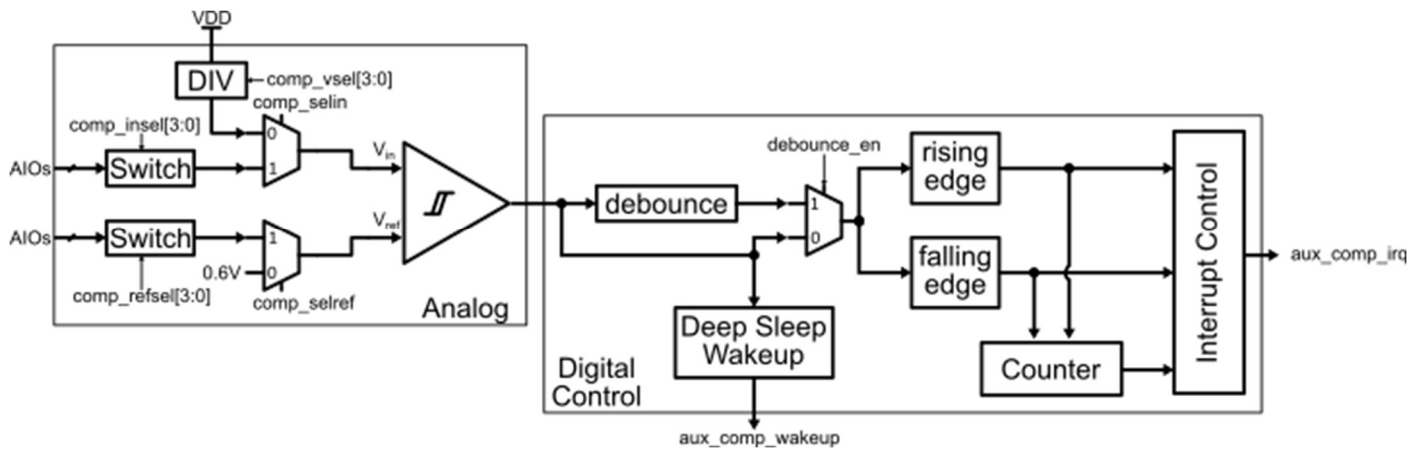 VDD
DIV
comp_vsel[3:0]
comp_selin
comp_insel[3:0]
0
AIOs
Switch
1
V_in
AIOs
Switch
1
V_ref
0.6V
0
comp_refsel[3:0]
comp_selref
Analog
debounce_en
debounce
1
0
rising
edge
falling
edge
Interrupt Control
aux_comp_irq
Deep Sleep
Wakeup
Counter
Digital
Control
aux_comp_wakeup